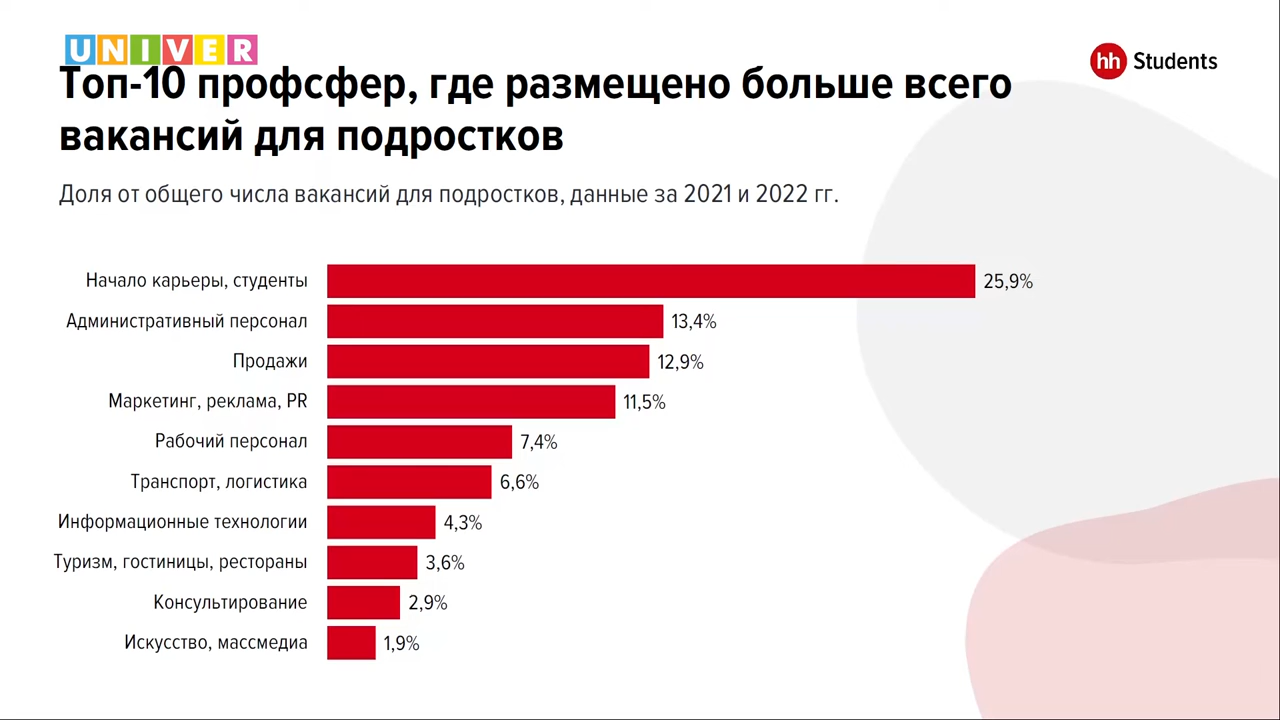 UNIVER
hh Students
Топ-10 профсфер, где размещено больше всего
вакансий для подростков
Доля от общего числа вакансий для подростков, данные за 2021 и 2022 гг.
Начало карьеры, студенты 25,9%
Административный персонал 13,4%
Продажи 12,9%
Маркетинг, реклама, PR 11,5%
Рабочий персонал 7,4%
Транспорт, логистика 6,6%
Информационные технологии 4,3%
Туризм, гостиницы, рестораны 3,6%
Консультирование 2,9%
Искусство, массмедиа 1,9%